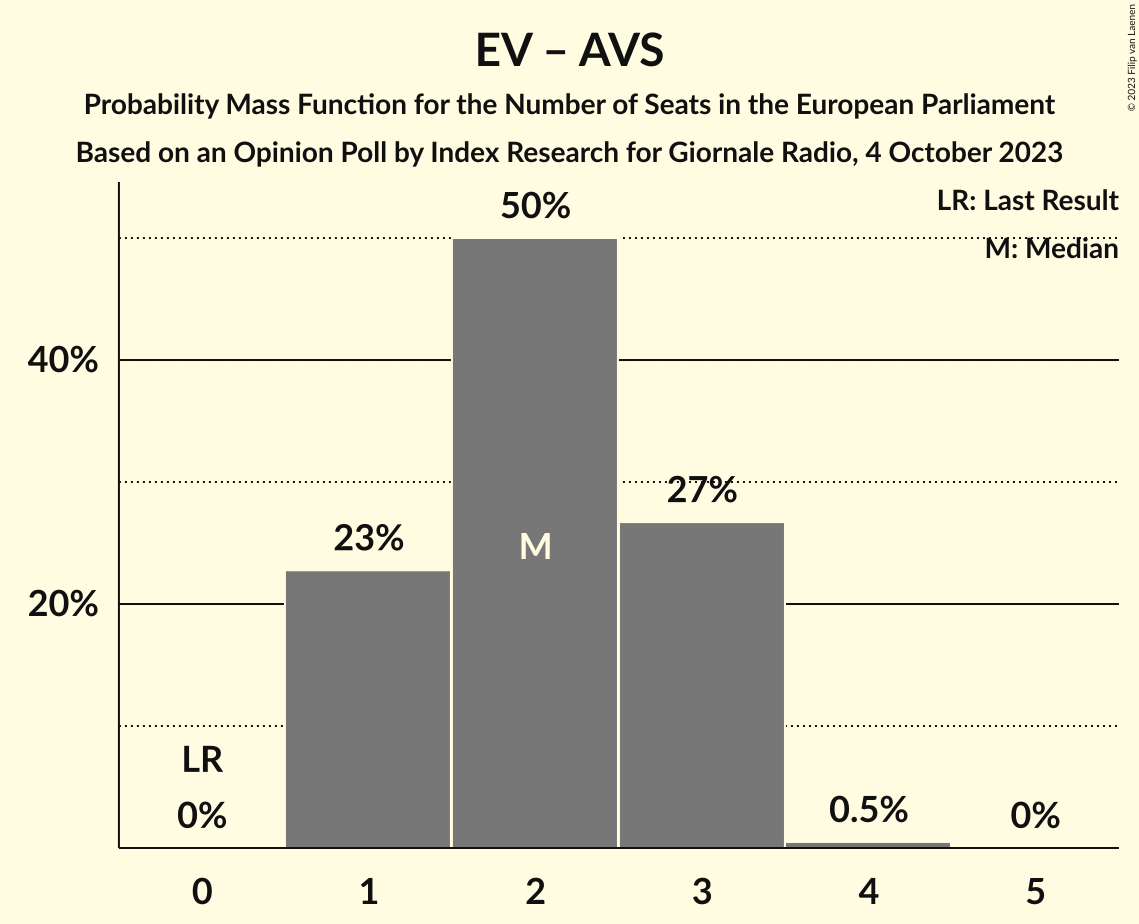 EV – AVS
Probability Mass Function for the Number of Seats in the European Parliament
Based on an Opinion Poll by Index Research for Giornale Radio, 4 October 2023
© 2023 Filip van Laenen
LR: Last Result
M: Median
50%
40%
27%
23%
M
20%
LR
0%
0.5%
0%
0 1 2 3 4 5